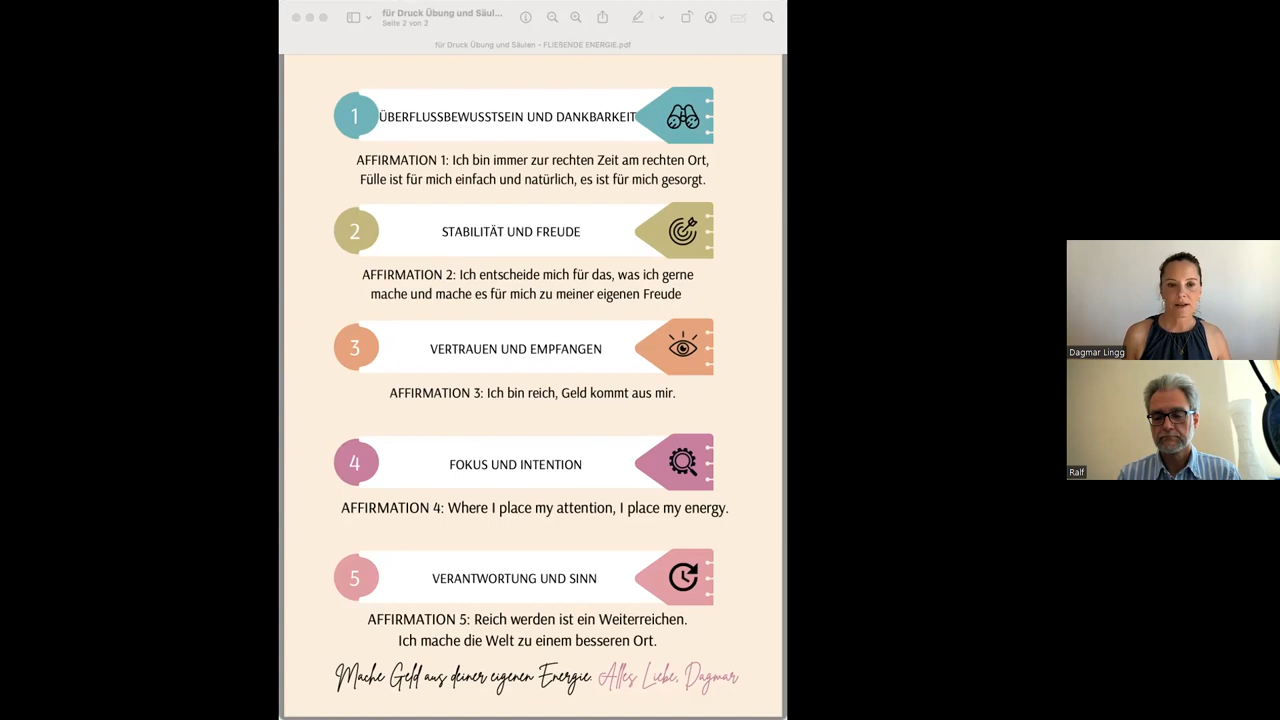 für Druck Übung und Säul...
Seite 2 von 2
für Druck Übung und Säulen - FLIEßENDE ENERGIE.pdf
1
ÜBERFLUSSBEWUSSTSEIN UND DANKBARKEIT
AFFIRMATION 1: Ich bin immer zur rechten Zeit am rechten Ort,
Fülle ist für mich einfach und natürlich, es ist für mich gesorgt.
2
STABILITÄT UND FREUDE
AFFIRMATION 2: Ich entscheide mich für das, was ich gerne
mache und mache es für mich zu meiner eigenen Freude
3
VERTRAUEN UND EMPFANGEN
AFFIRMATION 3: Ich bin reich, Geld kommt aus mir.
4
FOKUS UND INTENTION
AFFIRMATION 4: Where I place my attention, I place my energy.
5
VERANTWORTUNG UND SINN
AFFIRMATION 5: Reich werden ist ein Weiterreichen.
Ich mache die Welt zu einem besseren Ort.
Mache Geld aus deiner eigenen Energie. Alles Liebe, Dagmar
Dagmar Lingg
Ralf